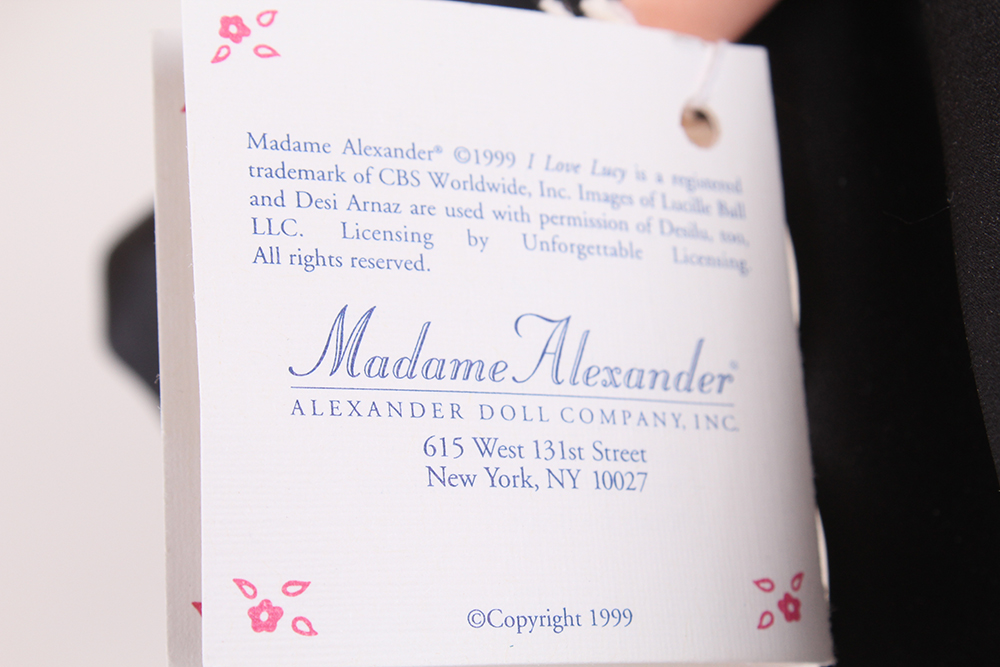 Madame Alexander® ©1999 I Love Lucy is a registered
trademark of CBS Worldwide, Inc. Images of Lucille Ball
and Desi Arnaz are used with permission of Desilu, too,
LLC. Licensing by Unforgettable Licensing.
All rights reserved.
Madame Alexander®
ALEXANDER DOLL COMPANY, INC.
615 West 131st Street
New York, NY 10027
©Copyright 1999